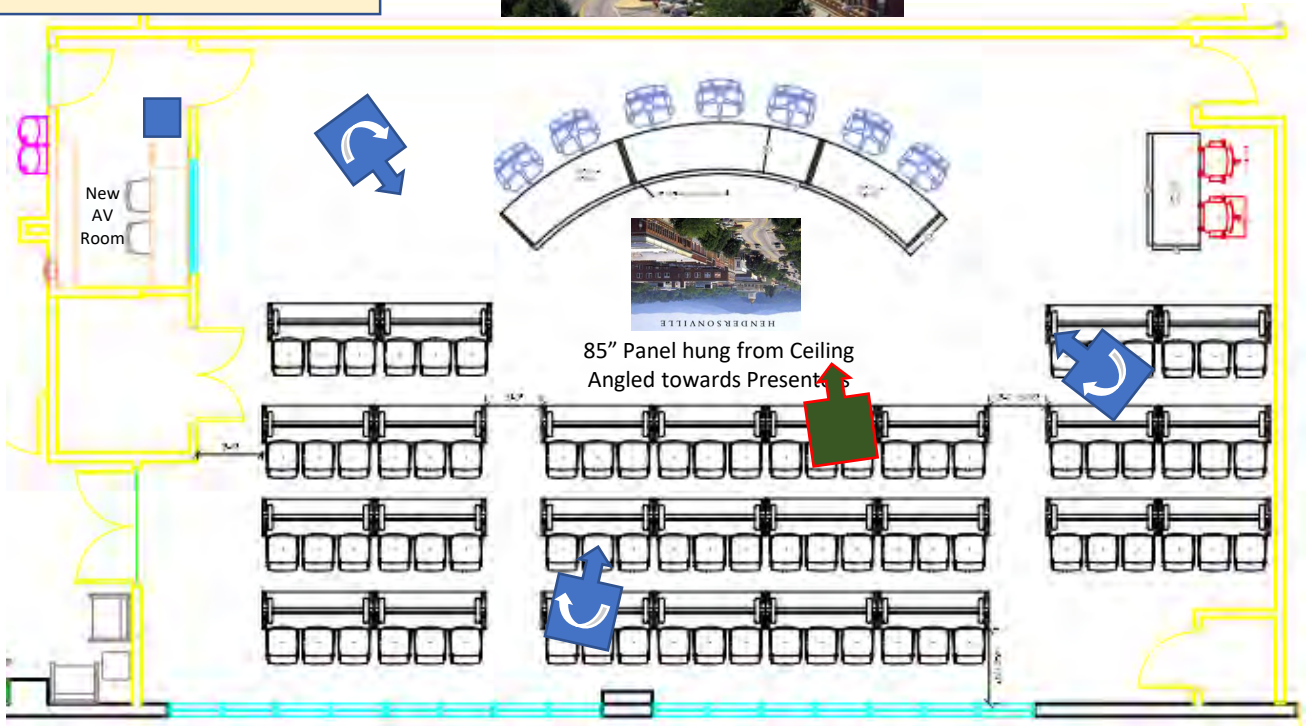 New
AV
Room
HENDERSONVILLE
85” Panel hung from Ceiling
Angled towards Presenters